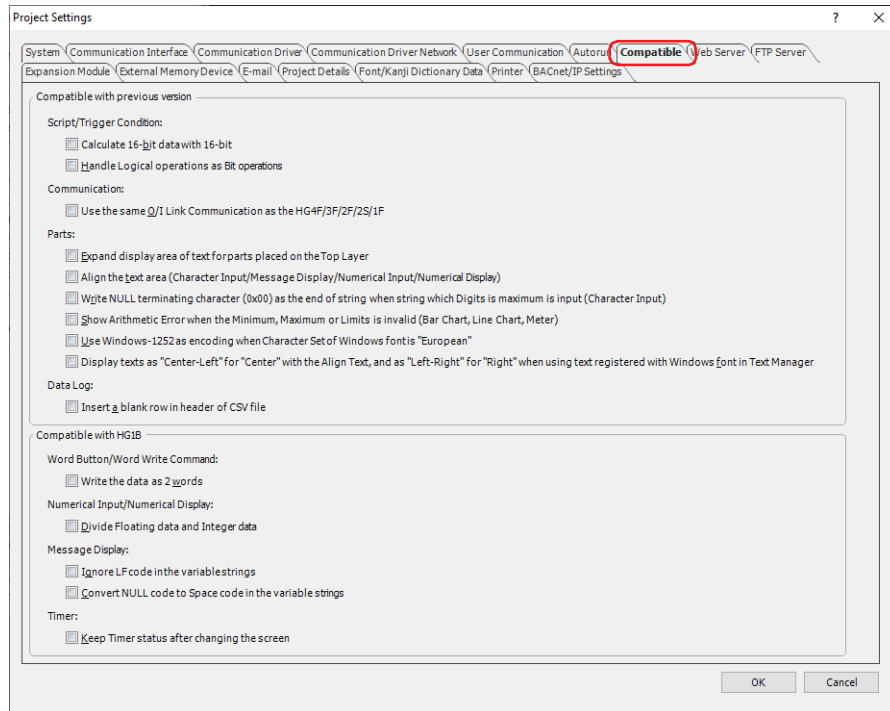 Project Settings ? ×
System Communication Interface Communication Driver Communication Driver Network User Communication Autorun Compatible Web Server FTP Server
Expansion Module External Memory Device E-mail Project Details Font/Kanji Dictionary Data Printer BACnet/IP Settings
Compatible with previous version
Script/Trigger Condition:
Calculate 16-bit data with 16-bit
Handle Logical operations as Bit operations
Communication:
Use the same O/I Link Communication as the HG4F/3F/2F/2S/1F
Parts:
Expand display area of text for parts placed on the Top Layer
Align the text area (Character Input/Message Display/Numerical Input/Numerical Display)
Write NULL terminating character (0x00) as the end of string when string which Digits is maximum is input (Character Input)
Show Arithmetic Error when the Minimum, Maximum or Limits is invalid (Bar Chart, Line Chart, Meter)
Use Windows-1252 as encoding when Character Set of Windows font is "European"
Display texts as "Center-Left" for "Center" with the Align Text, and as "Left-Right" for "Right" when using text registered with Windows font in Text Manager
Data Log:
Insert a blank row in header of CSV file
Compatible with HG1B
Word Button/Word Write Command:
Write the data as 2 words
Numerical Input/Numerical Display:
Divide Floating data and Integer data
Message Display:
Ignore LF code in the variable strings
Convert NULL code to Space code in the variable strings
Timer:
Keep Timer status after changing the screen
OK Cancel